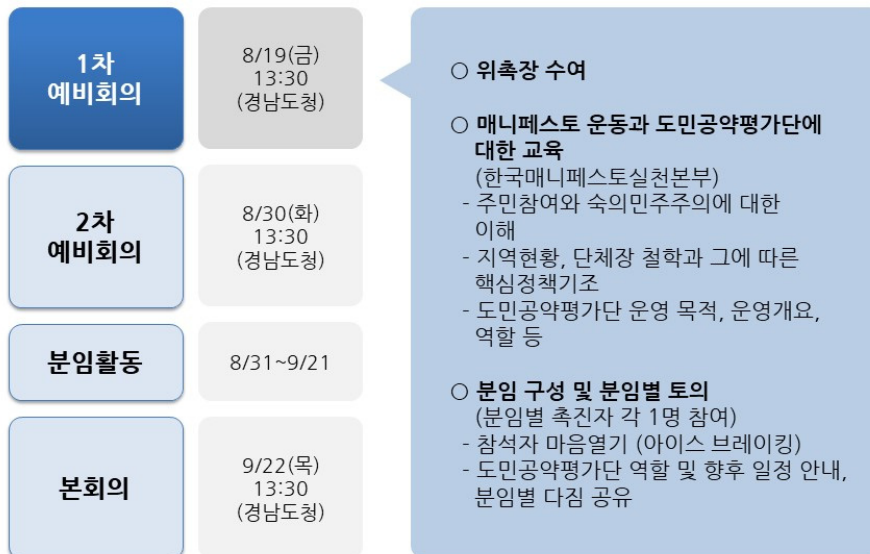 1차
예비회의
8/19(금)
13:30
(경남도청)
2차
예비회의
8/30(화)
13:30
(경남도청)
분임활동
8/31~9/21
본회의
9/22(목)
13:30
(경남도청)
○ 위촉장 수여
○ 매니페스토 운동과 도민공약평가단에
대한 교육
(한국매니페스토실천본부)
- 주민참여와 숙의민주주의에 대한
이해
- 지역현황, 단체장 철학과 그에 따른
핵심정책기조
- 도민공약평가단 운영 목적, 운영개요,
역할 등
○ 분임 구성 및 분임별 토의
(분임별 촉진자 각 1명 참여)
- 참석자 마음열기 (아이스 브레이킹)
- 도민공약평가단 역할 및 향후 일정 안내,
분임별 다짐 공유